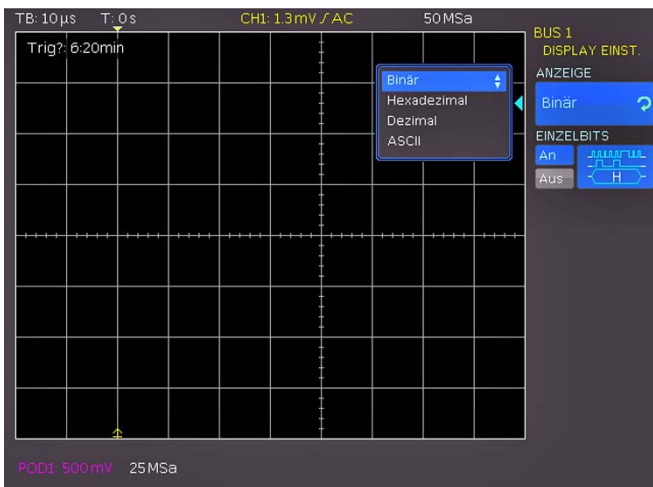 TB: 10µs T: 0s CH1: 1.3mV / AC 50MSa
BUS 1
DISPLAY EINST.
Trig?: 6:20min
ANZEIGE
Binär
Hexadezimal
Dezimal
ASCII
Binär
EINZELBITS
An
Aus
H
POD1: 500mV 25MSa